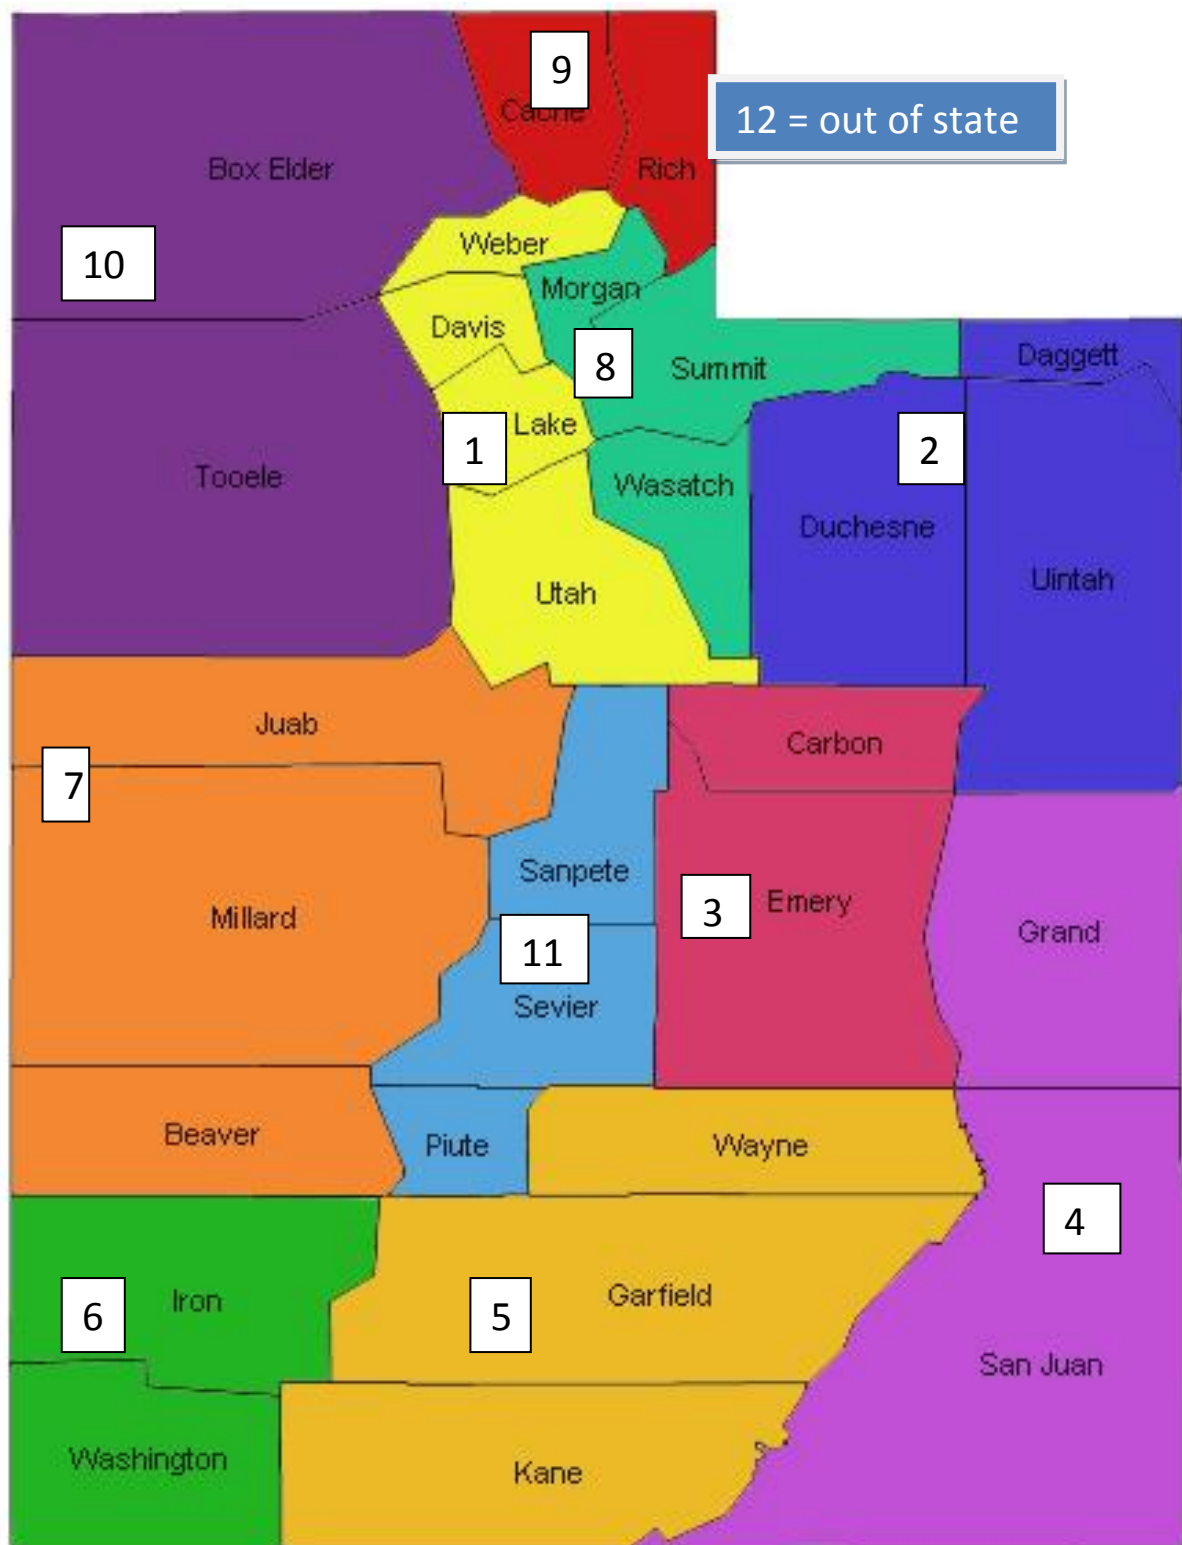 9
Cache
12 = out of state
Box Elder
Rich
10
Weber
Morgan
Davis
8
Summit
Daggett
1
Lake
2
Tooele
Wasatch
Duchesne
Uintah
Utah
Juab
Carbon
7
Sanpete
3
Emery
Millard
Grand
11
Sevier
Beaver
Piute
Wayne
4
6
Iron
5
Garfield
San Juan
Washington
Kane